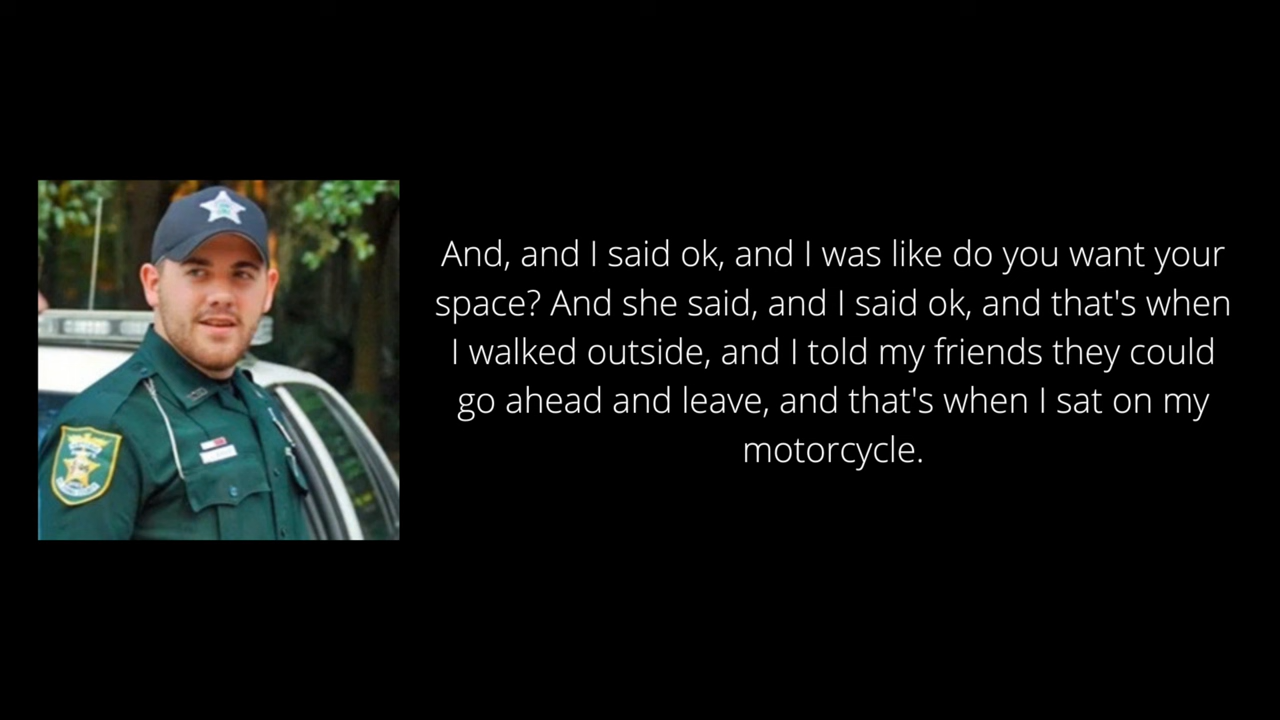 And, and I said ok, and I was like do you want your
space? And she said, and I said ok, and that's when
I walked outside, and I told my friends they could
go ahead and leave, and that's when I sat on my
motorcycle.